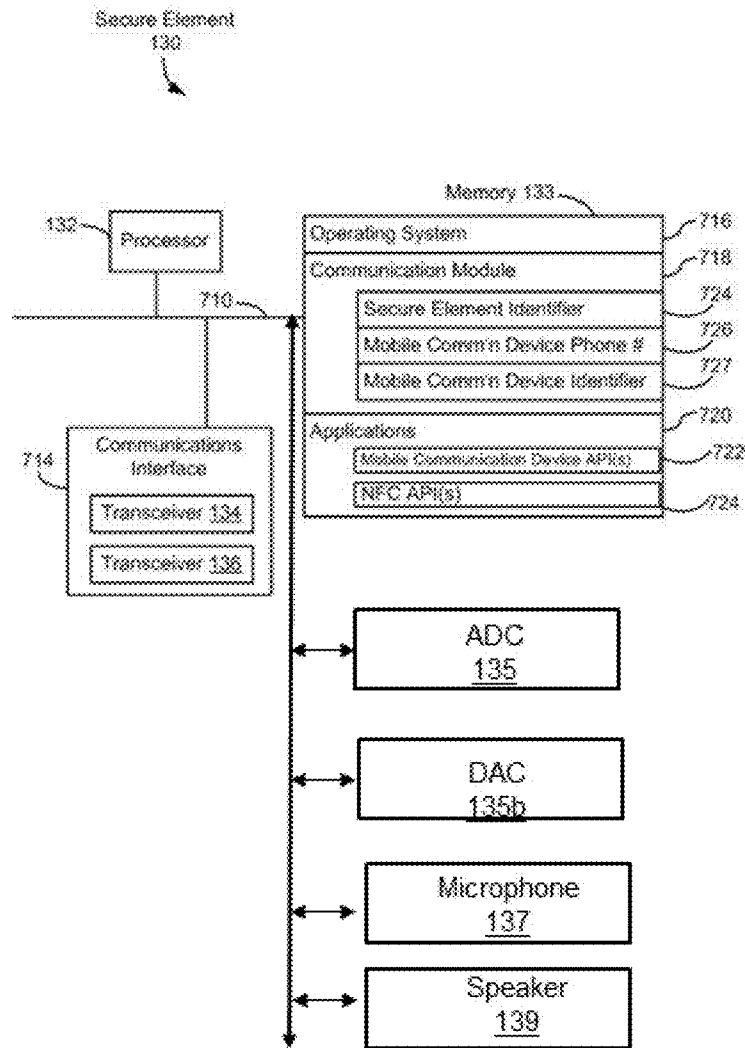 Secure Element
130
Memory 133
132
Processor
Operating System
716
Communication Module
718
710
Secure Element Identifier
724
Mobile Comm'n Device Phone #
726
Mobile Comm'n Device Identifier
727
720
Applications
714
Communications
Interface
Mobile Communication Device API(s)
722
Transceiver 134
NFC API(s)
724
Transceiver 136
ADC
135
DAC
135b
Microphone
137
Speaker
139